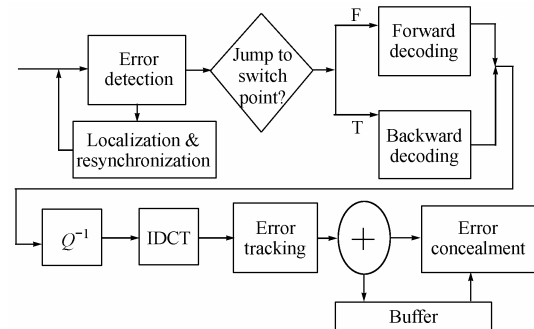 Error
detection
Jump to
switch
point?
F
Forward
decoding
Localization &
resynchronization
T
Backward
decoding
Q⁻¹
IDCT
Error
tracking
+
Error
concealment
Buffer